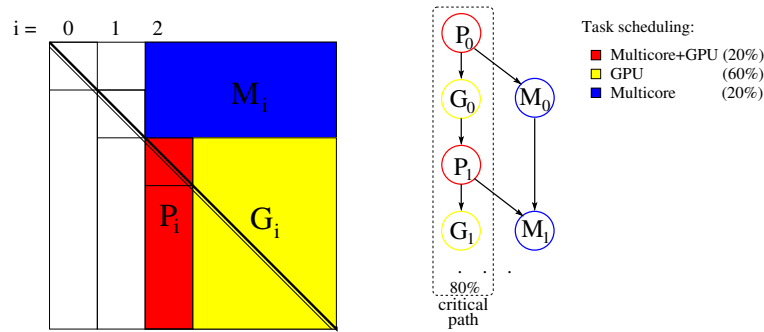 i = 0 1 2
M_i
P_i
G_i
P_0
G_0
M_0
P_1
G_1
M_1
. . .
80%
critical
path
Task scheduling:
Multicore+GPU (20%)
GPU (60%)
Multicore (20%)